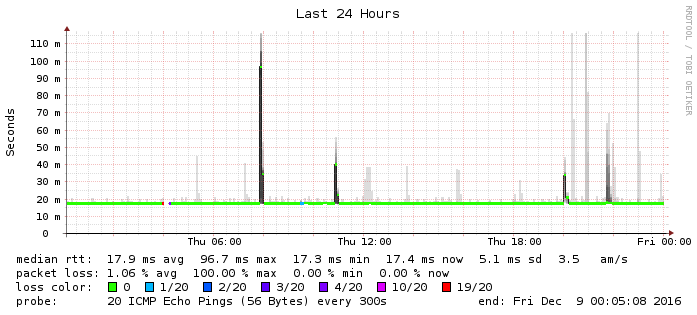 Last 24 Hours
RRDTOOL / TOBI OETIKER
Seconds
110 m
100 m
90 m
80 m
70 m
60 m
50 m
40 m
30 m
20 m
10 m
0
Thu 06:00 Thu 12:00 Thu 18:00 Fri 00:00
median rtt: 17.9 ms avg 96.7 ms max 17.3 ms min 17.4 ms now 5.1 ms sd 3.5 am/s
packet loss: 1.06 % avg 100.00 % max 0.00 % min 0.00 % now
loss color: 0 1/20 2/20 3/20 4/20 10/20 19/20
probe: 20 ICMP Echo Pings (56 Bytes) every 300s end: Fri Dec 9 00:05:08 2016